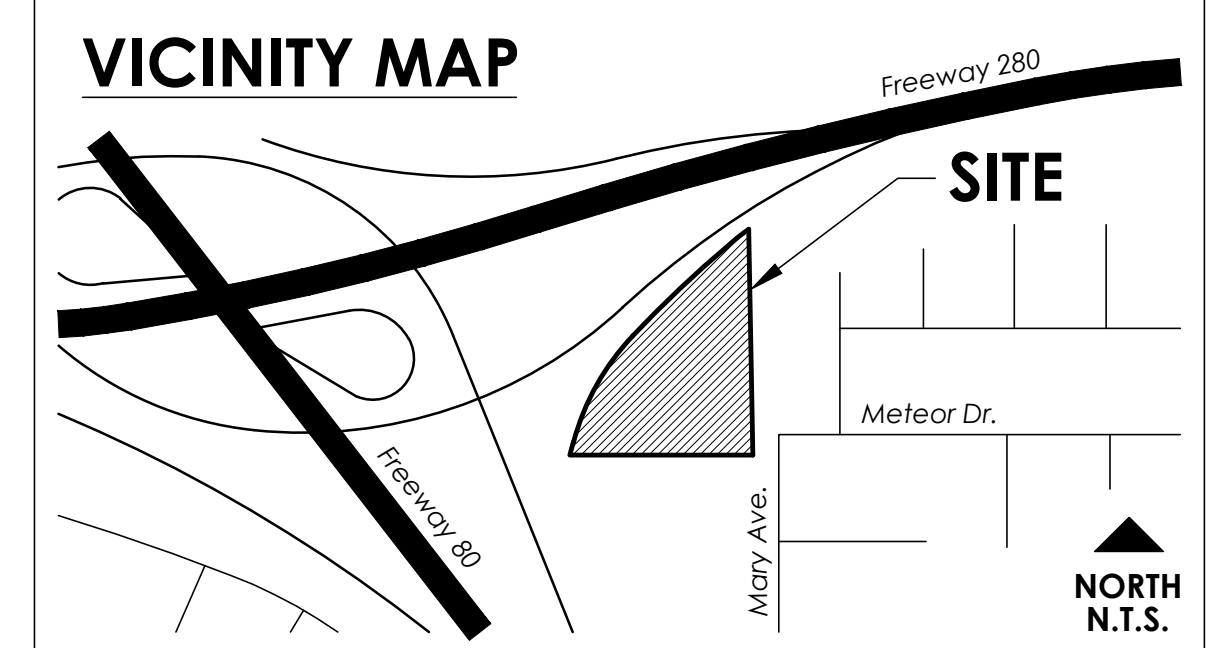 VICINITY MAP
Freeway 280
SITE
Meteor Dr.
Freeway 80
Mary Ave.
NORTH
N.T.S.